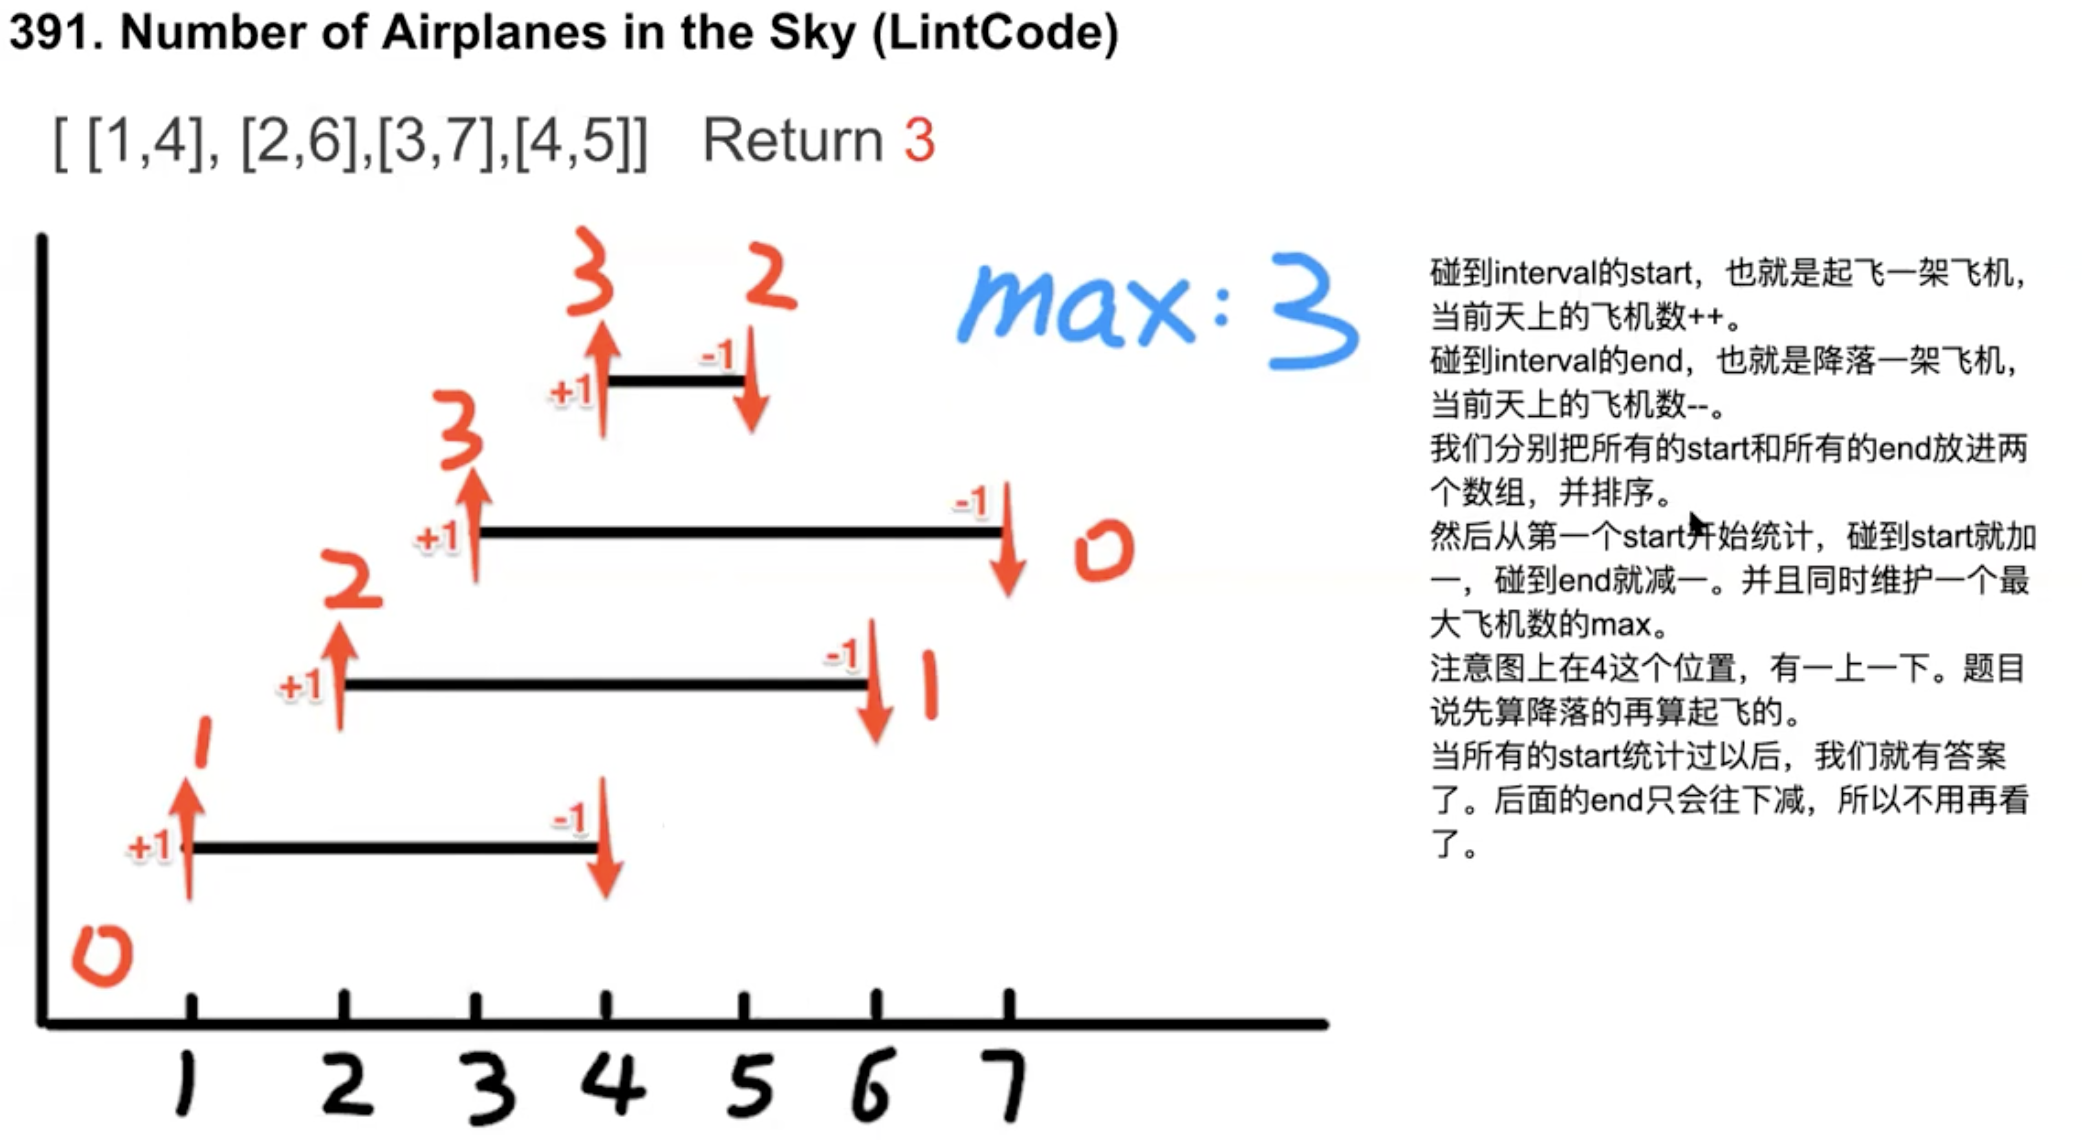 391. Number of Airplanes in the Sky (LintCode)
[ [1,4], [2,6],[3,7],[4,5]] Return 3
3 2
max: 3
-1
+1
3
-1
+1
0
2
-1
+1
1
1
-1
+1
0
1 2 3 4 5 6 7
碰到interval的start，也就是起飞一架飞机，
当前天上的飞机数++。
碰到interval的end，也就是降落一架飞机，
当前天上的飞机数--。
我们分别把所有的start和所有的end放进两
个数组，并排序。
然后从第一个start开始统计，碰到start就加
一，碰到end就减一。并且同时维护一个最
大飞机数的max。
注意图上在4这个位置，有一上一下。题目
说先算降落的再算起飞的。
当所有的start统计过以后，我们就有答案
了。后面的end只会往下减，所以不用再看
了。